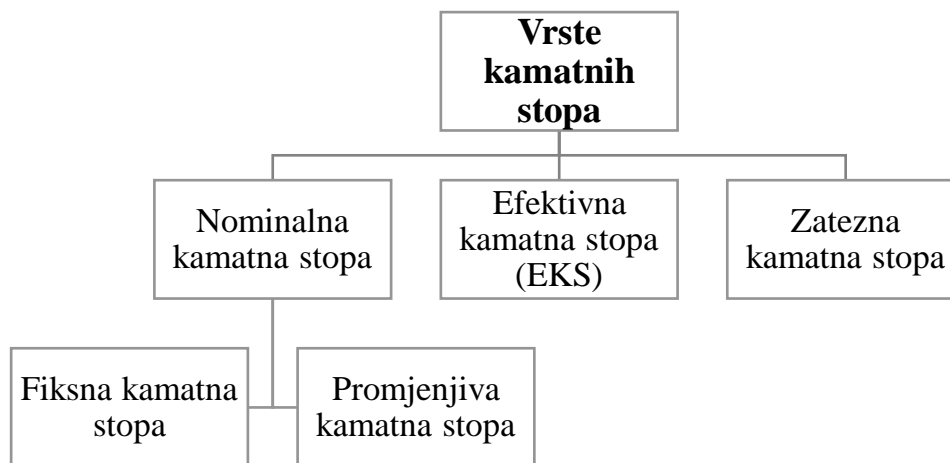 Vrste
kamatnih
stopa
Nominalna
kamatna stopa
Efektivna
kamatna stopa
(EKS)
Zatezna
kamatna stopa
Fiksna kamatna
stopa
Promjenjiva
kamatna stopa